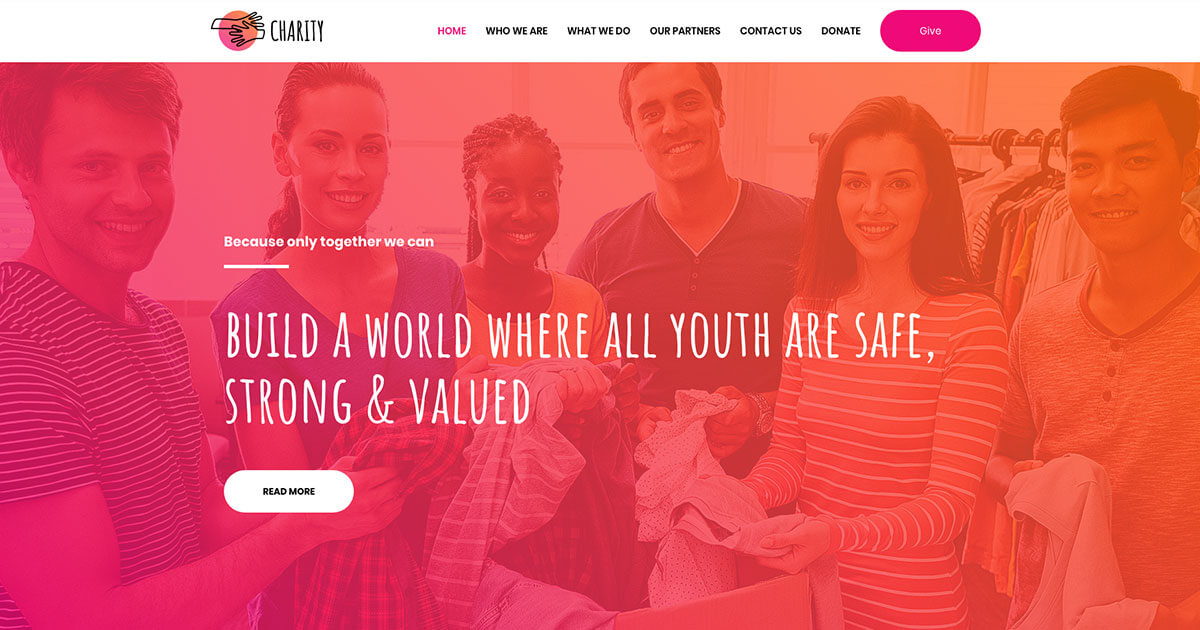 CHARITY
HOME WHO WE ARE WHAT WE DO OUR PARTNERS CONTACT US DONATE Give
Because only together we can
BUILD A WORLD WHERE ALL YOUTH ARE SAFE,
STRONG & VALUED
READ MORE